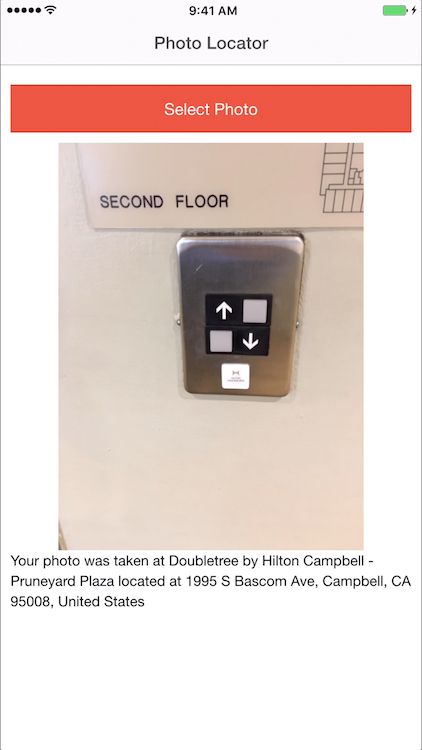 9:41 AM
Photo Locator
Select Photo
SECOND FLOOR
Your photo was taken at Doubletree by Hilton Campbell -
Pruneyard Plaza located at 1995 S Bascom Ave, Campbell, CA
95008, United States